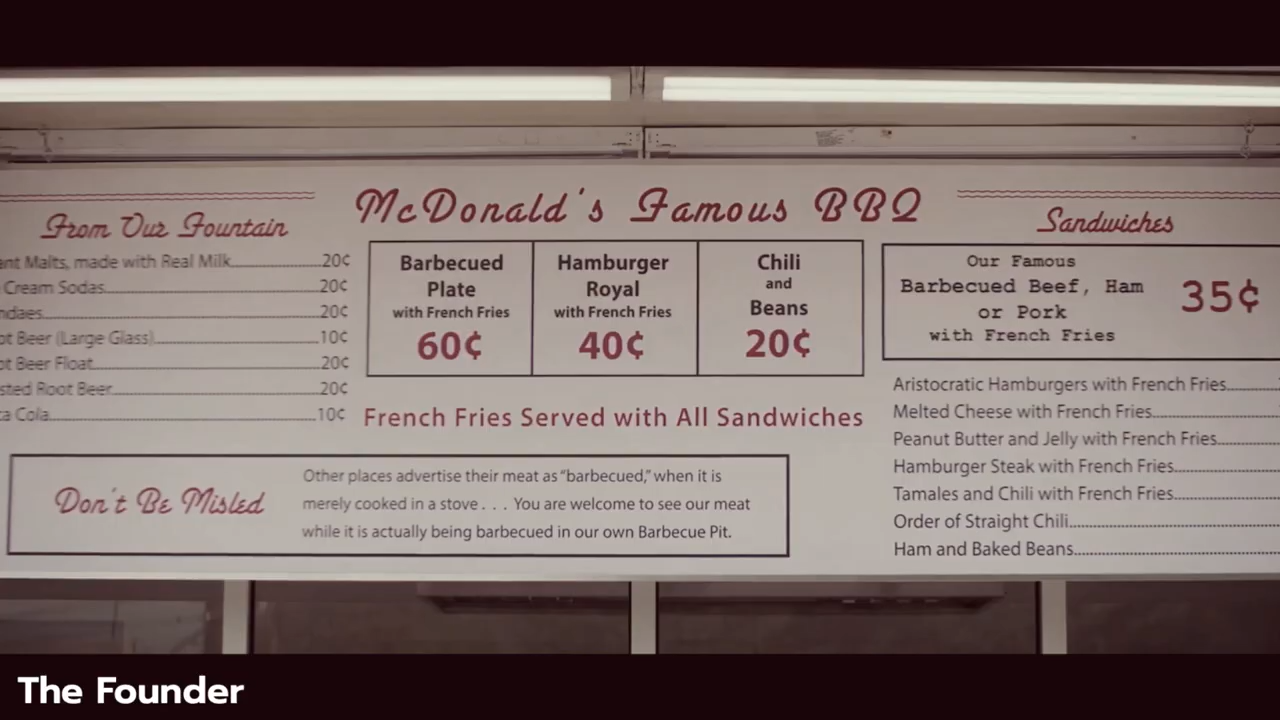 McDonald's Famous BBQ
From Our Fountain
Malts, made with Real Milk 20¢
Cream Sodas 20¢
20¢
Beer (Large Glass) 10¢
Beer Float 20¢
Root Beer 20¢
Cola 10¢
Barbecued
Plate
with French Fries
60¢
Hamburger
Royal
with French Fries
40¢
Chili
and
Beans
20¢
French Fries Served with All Sandwiches
Don't Be Misled
Other places advertise their meat as “barbecued,” when it is
merely cooked in a stove . . . You are welcome to see our meat
while it is actually being barbecued in our own Barbecue Pit.
Sandwiches
Our Famous
Barbecued Beef, Ham
or Pork
with French Fries
35¢
Aristocratic Hamburgers with French Fries
Melted Cheese with French Fries
Peanut Butter and Jelly with French Fries
Hamburger Steak with French Fries
Tamales and Chili with French Fries
Order of Straight Chili
Ham and Baked Beans
The Founder